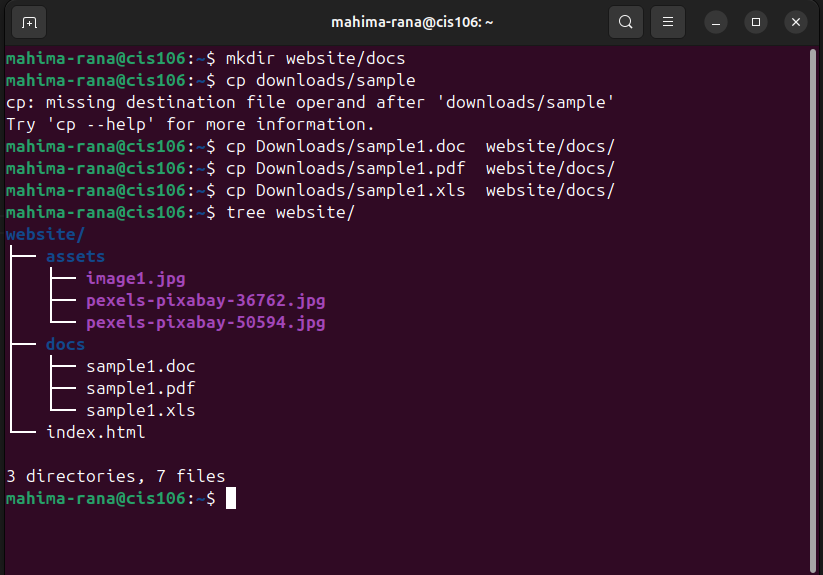 mahima-rana@cis106: ~
mahima-rana@cis106:~$ mkdir website/docs
mahima-rana@cis106:~$ cp downloads/sample
cp: missing destination file operand after 'downloads/sample'
Try 'cp --help' for more information.
mahima-rana@cis106:~$ cp Downloads/sample1.doc  website/docs/
mahima-rana@cis106:~$ cp Downloads/sample1.pdf  website/docs/
mahima-rana@cis106:~$ cp Downloads/sample1.xls  website/docs/
mahima-rana@cis106:~$ tree website/
website/
├── assets
│   ├── image1.jpg
│   ├── pexels-pixabay-36762.jpg
│   └── pexels-pixabay-50594.jpg
├── docs
│   ├── sample1.doc
│   ├── sample1.pdf
│   └── sample1.xls
└── index.html
3 directories, 7 files
mahima-rana@cis106:~$